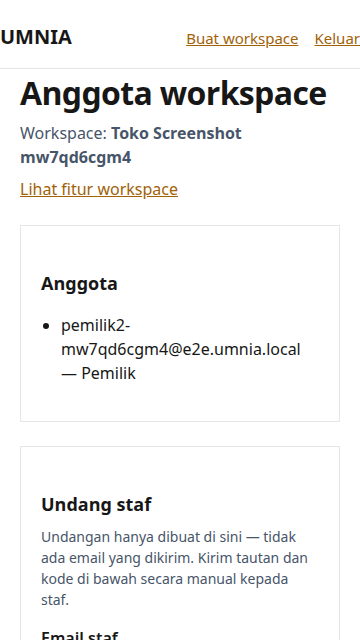 UMNIA
Buat workspace Keluar
Anggota workspace
Workspace: Toko Screenshot
mw7qd6cgm4
Lihat fitur workspace
Anggota
• pemilik2-
mw7qd6cgm4@e2e.umnia.local
— Pemilik
Undang staf
Undangan hanya dibuat di sini — tidak
ada email yang dikirim. Kirim tautan dan
kode di bawah secara manual kepada
staf.
Email staf